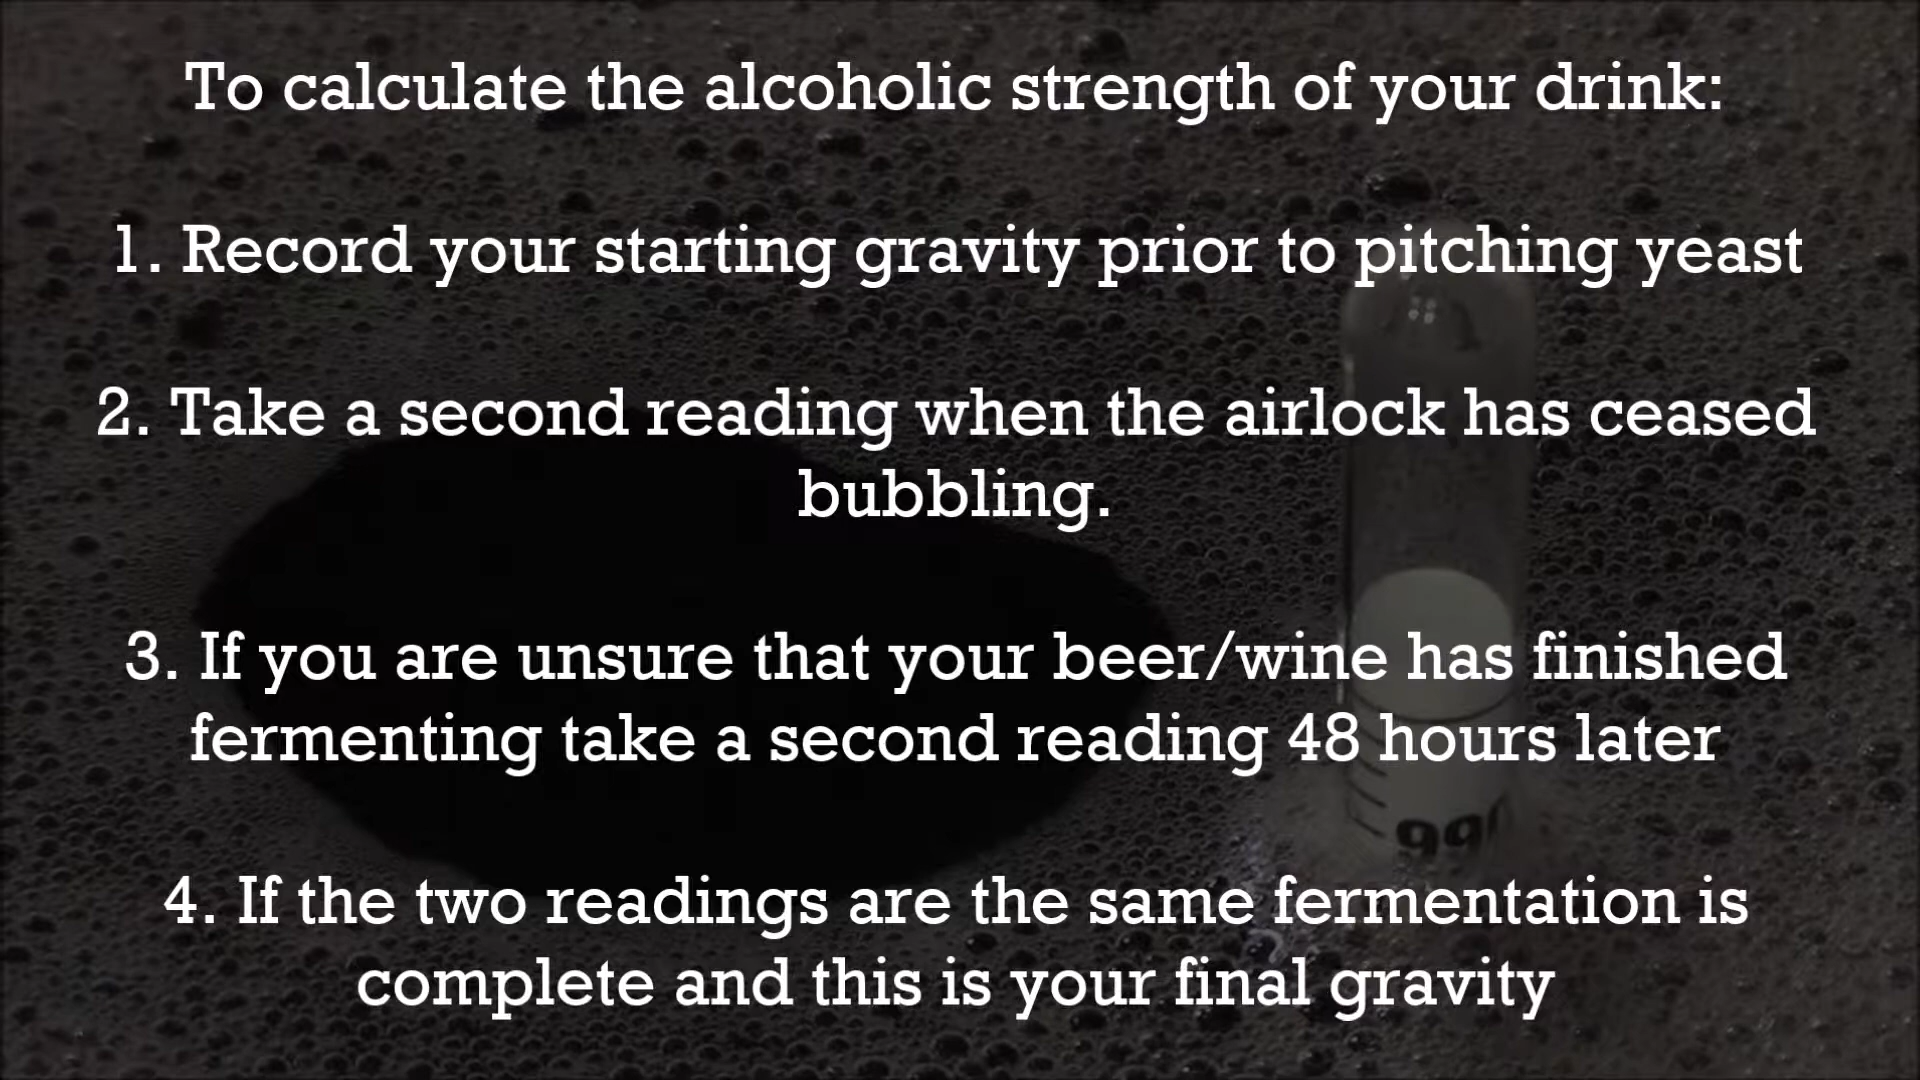 To calculate the alcoholic strength of your drink:
1. Record your starting gravity prior to pitching yeast
2. Take a second reading when the airlock has ceased
bubbling.
3. If you are unsure that your beer/wine has finished
fermenting take a second reading 48 hours later
4. If the two readings are the same fermentation is
complete and this is your final gravity